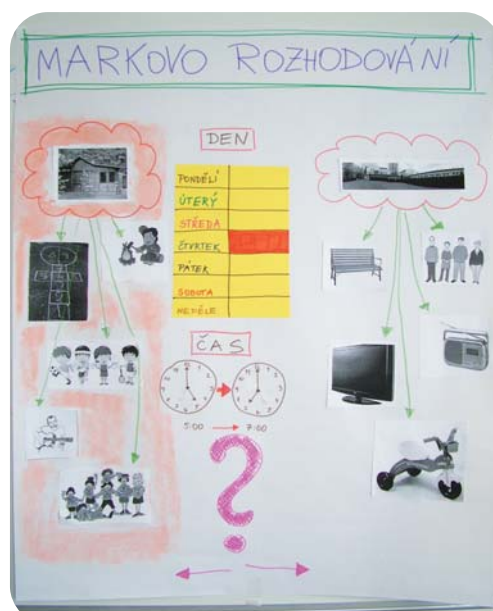 MARKOVO ROZHODOVÁNÍ
DEN
PONDĚLÍ
ÚTERÝ
STŘEDA
ČTVRTEK
PÁTEK
SOBOTA
NEDĚLE
ČAS
5:00 → 7:00
?